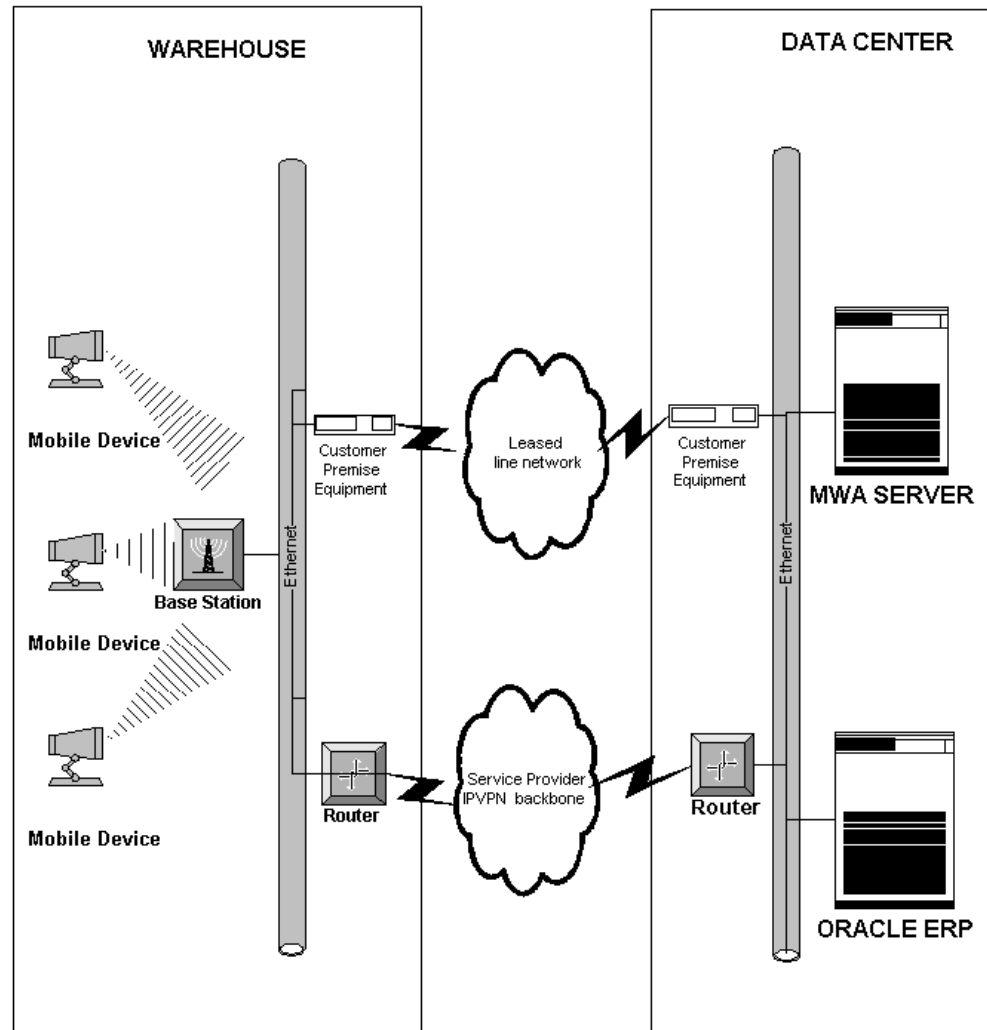 WAREHOUSE
DATA CENTER
Mobile Device
Customer
Premise
Equipment
Leased
line network
Customer
Premise
Equipment
MWA SERVER
Ethernet
Ethernet
Base Station
Mobile Device
Router
Service Provider
IPVPN backbone
Router
Mobile Device
ORACLE ERP